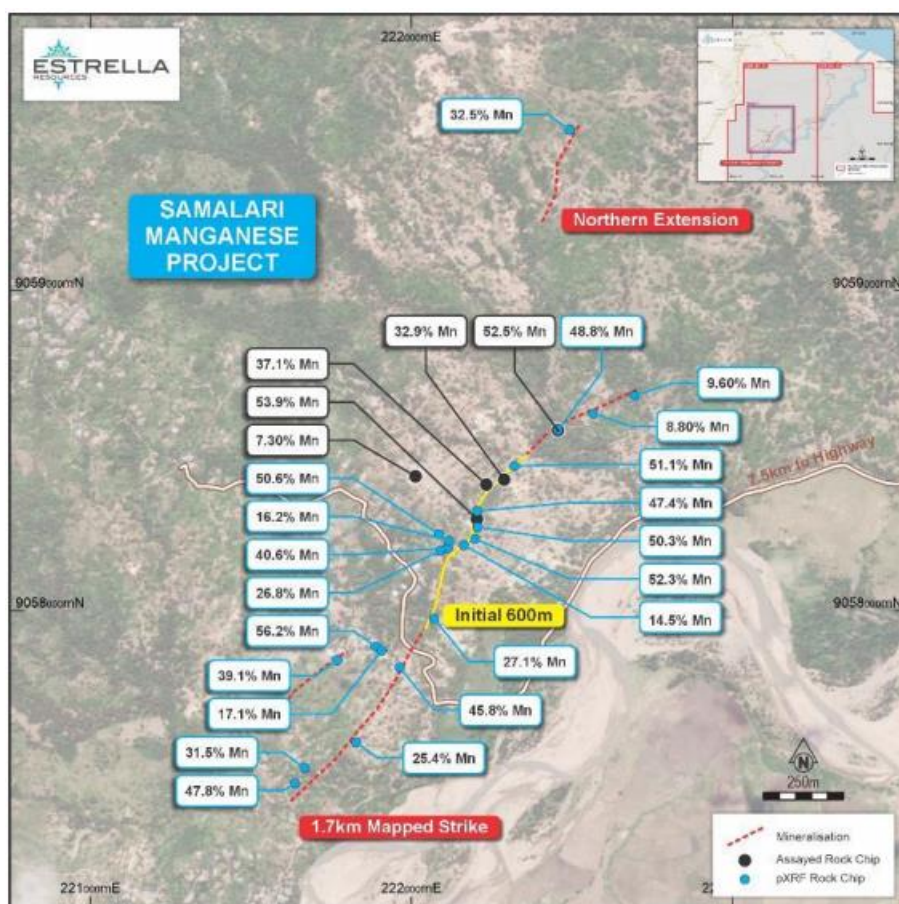 ESTRELLA
RESOURCES
222000mE
32.5% Mn
SAMALARI
MANGANESE
PROJECT
Northern Extension
9059000mN
9059000mN
32.9% Mn
52.5% Mn
48.8% Mn
37.1% Mn
53.9% Mn
7.30% Mn
50.6% Mn
16.2% Mn
40.6% Mn
26.8% Mn
56.2% Mn
39.1% Mn
17.1% Mn
31.5% Mn
47.8% Mn
9.60% Mn
8.80% Mn
51.1% Mn
7.5km to Highway
47.4% Mn
50.3% Mn
52.3% Mn
14.5% Mn
9058000mN
9058000mN
Initial 600m
27.1% Mn
45.8% Mn
25.4% Mn
1.7km Mapped Strike
N
250m
Mineralisation
Assayed Rock Chip
pXRF Rock Chip
221000mE
222000mE